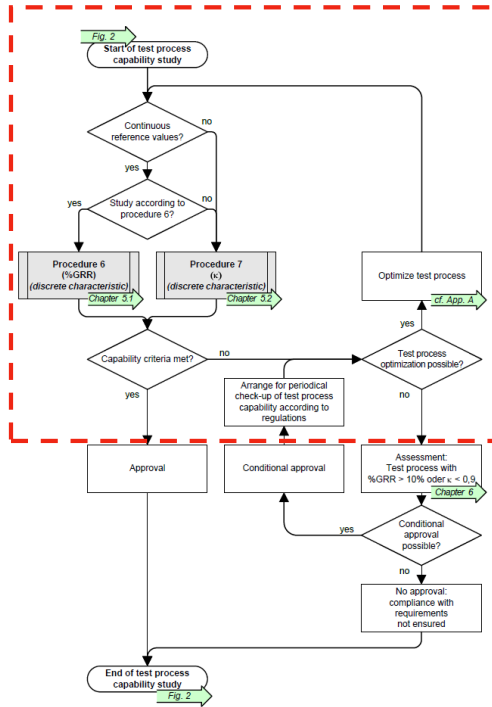 Fig. 2
Start of test process
capability study
Continuous
reference values?
no
yes
Study according to
procedure 6?
yes
no
Procedure 6
(%GRR)
(discrete characteristic)
Chapter 5.1
Procedure 7
(κ)
(discrete characteristic)
Chapter 5.2
Optimize test process
cf. App. A
yes
Capability criteria met?
no
Test process
optimization possible?
yes
no
Arrange for periodical
check-up of test process
capability according to
regulations
Approval
Conditional approval
Assessment:
Test process with
%GRR > 10% oder κ < 0,9
Chapter 6
yes
Conditional
approval
possible?
no
No approval:
compliance with
requirements
not ensured
End of test process
capability study
Fig. 2